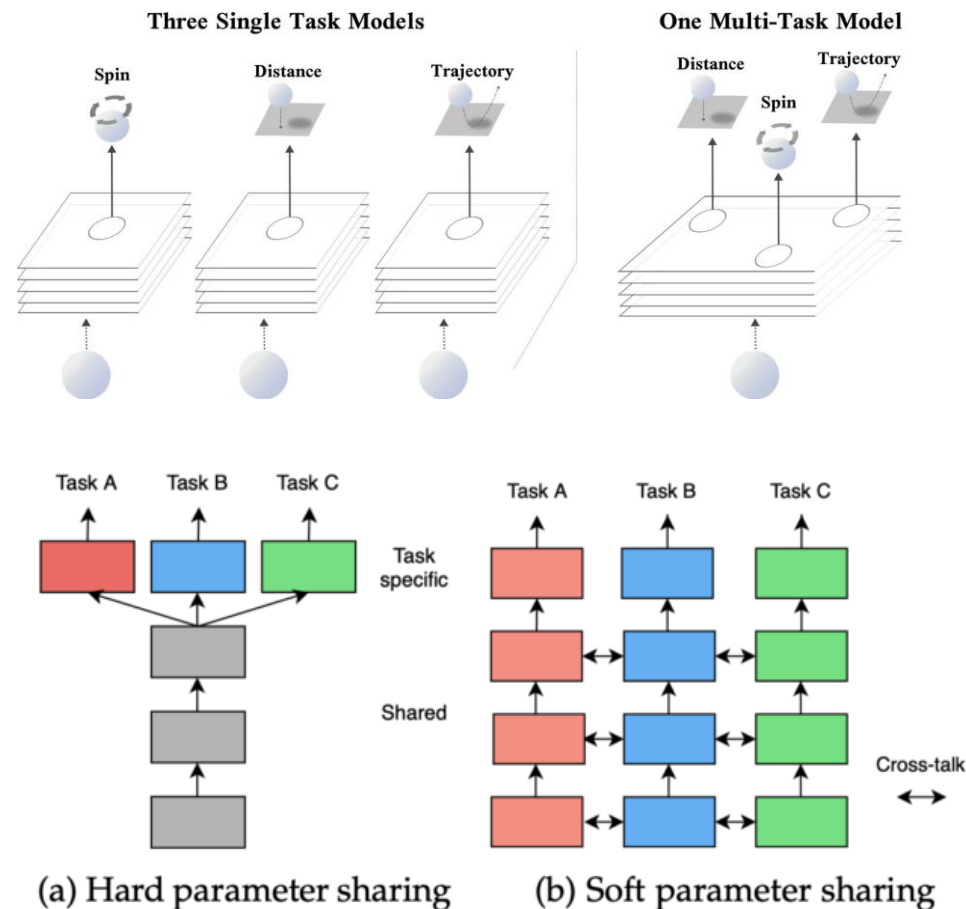 Three Single Task Models
One Multi-Task Model
Spin
Distance
Trajectory
Distance
Spin
Trajectory
Task A
Task B
Task C
Task
specific
Shared
Task A
Task B
Task C
Cross-talk
(a) Hard parameter sharing
(b) Soft parameter sharing